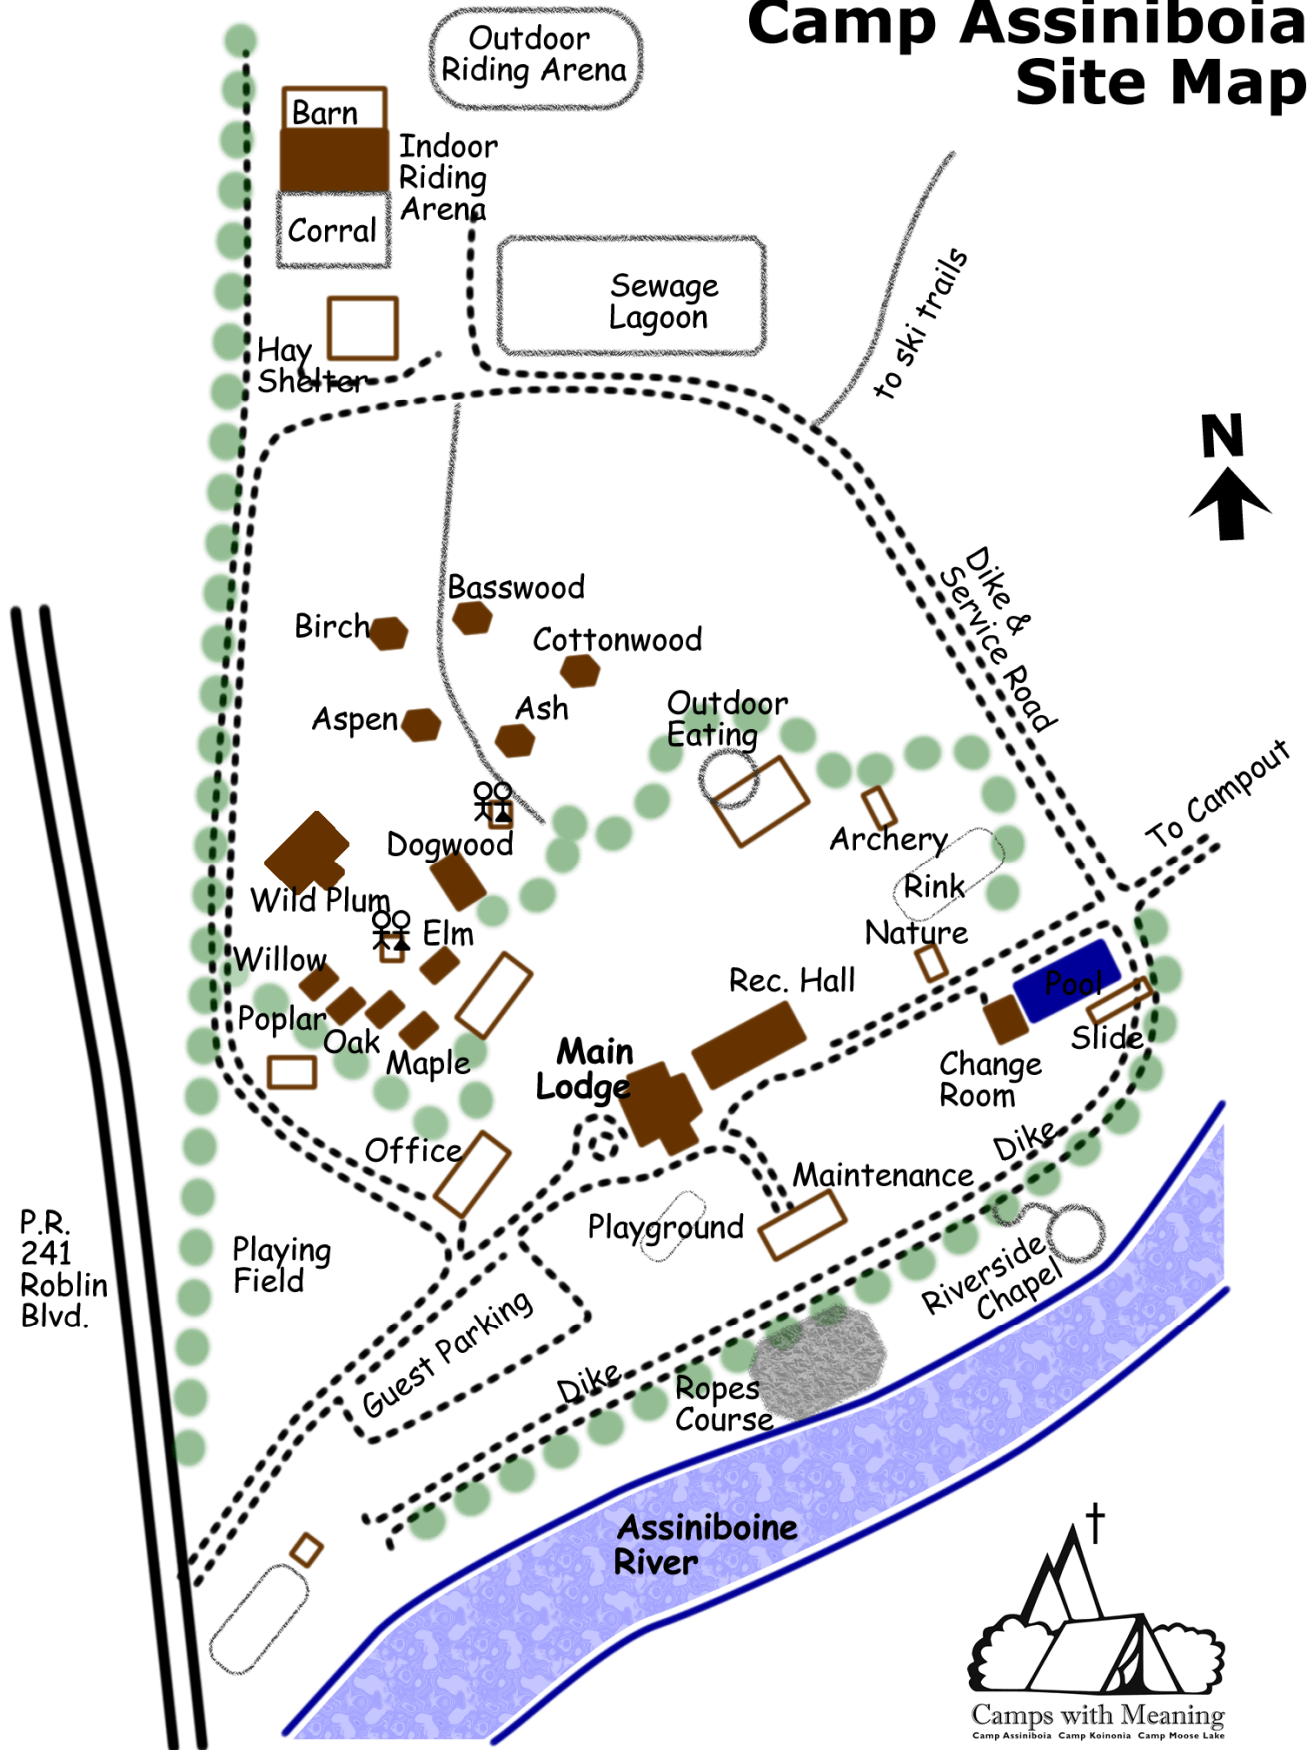 Camp Assiniboia
Site Map
Outdoor
Riding Arena
Barn
Indoor
Riding
Arena
Corral
Sewage
Lagoon
to ski trails
Hay
Shelter
N
Dike &
Service Road
Basswood
Birch
Cottonwood
Aspen
Ash
Outdoor
Eating
To Campout
Archery
Dogwood
Rink
Wild Plum
Elm
Nature
Willow
Rec. Hall
Pool
Poplar
Oak
Slide
Maple
Main
Lodge
Change
Room
Office
Dike
Maintenance
Playground
P.R.
241
Roblin
Blvd.
Playing
Field
Riverside
Chapel
Guest Parking
Dike
Ropes
Course
Assiniboine
River
Camps with Meaning
Camp Assiniboia Camp Koinonia Camp Moose Lake